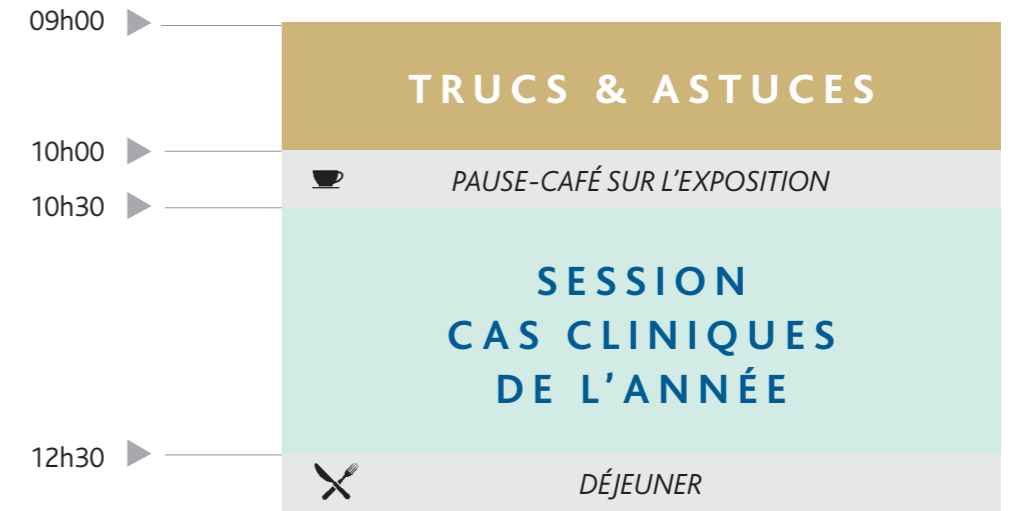 09h00
TRUCS & ASTUCES
10h00
PAUSE-CAFÉ SUR L'EXPOSITION
10h30
SESSION
CAS CLINIQUES
DE L'ANNÉE
12h30
DÉJEUNER